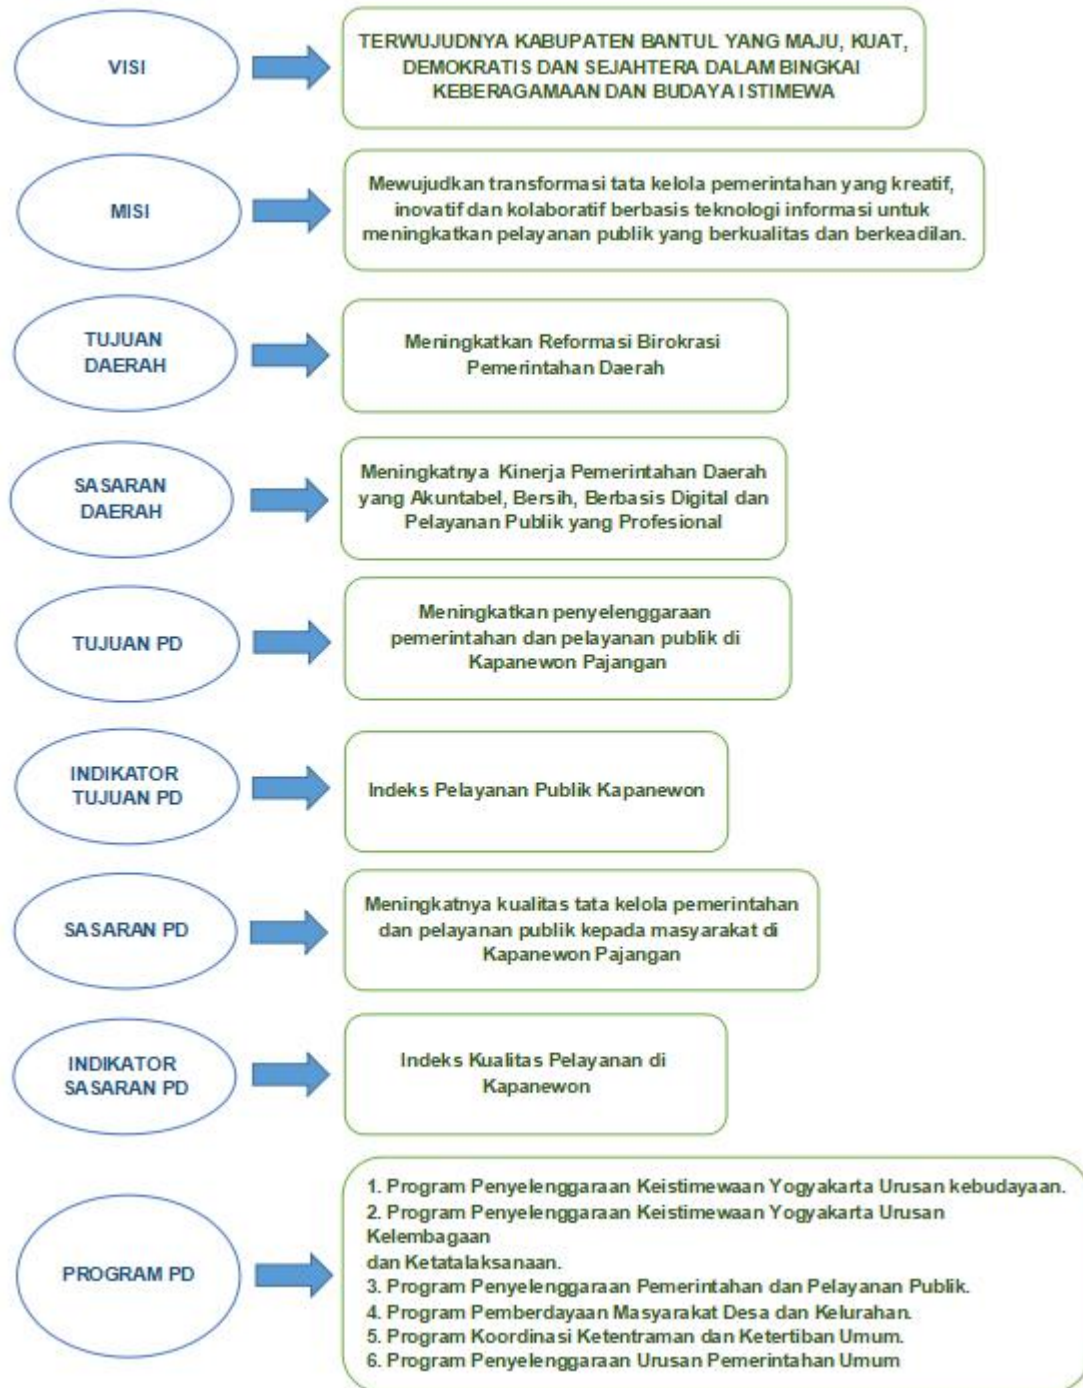 VISI
TERWUJUDNYA KABUPATEN BANTUL YANG MAJU, KUAT,
DEMOKRATIS DAN SEJAHTERA DALAM BINGKAI
KEBERAGAMAAN DAN BUDAYA ISTIMEWA
MISI
Mewujudkan transformasi tata kelola pemerintahan yang kreatif,
inovatif dan kolaboratif berbasis teknologi informasi untuk
meningkatkan pelayanan publik yang berkualitas dan berkeadilan.
TUJUAN
DAERAH
Meningkatkan Reformasi Birokrasi
Pemerintahan Daerah
SASARAN
DAERAH
Meningkatnya Kinerja Pemerintahan Daerah
yang Akuntabel, Bersih, Berbasis Digital dan
Pelayanan Publik yang Profesional
TUJUAN PD
Meningkatkan penyelenggaraan
pemerintahan dan pelayanan publik di
Kapanewon Pajangan
INDIKATOR
TUJUAN PD
Indeks Pelayanan Publik Kapanewon
SASARAN PD
Meningkatnya kualitas tata kelola pemerintahan
dan pelayanan publik kepada masyarakat di
Kapanewon Pajangan
INDIKATOR
SASARAN PD
Indeks Kualitas Pelayanan di
Kapanewon
PROGRAM PD
1. Program Penyelenggaraan Keistimewaan Yogyakarta Urusan kebudayaan.
2. Program Penyelenggaraan Keistimewaan Yogyakarta Urusan
Kelembagaan
dan Ketatalaksanaan.
3. Program Penyelenggaraan Pemerintahan dan Pelayanan Publik.
4. Program Pemberdayaan Masyarakat Desa dan Kelurahan.
5. Program Koordinasi Ketentraman dan Ketertiban Umum.
6. Program Penyelenggaraan Urusan Pemerintahan Umum